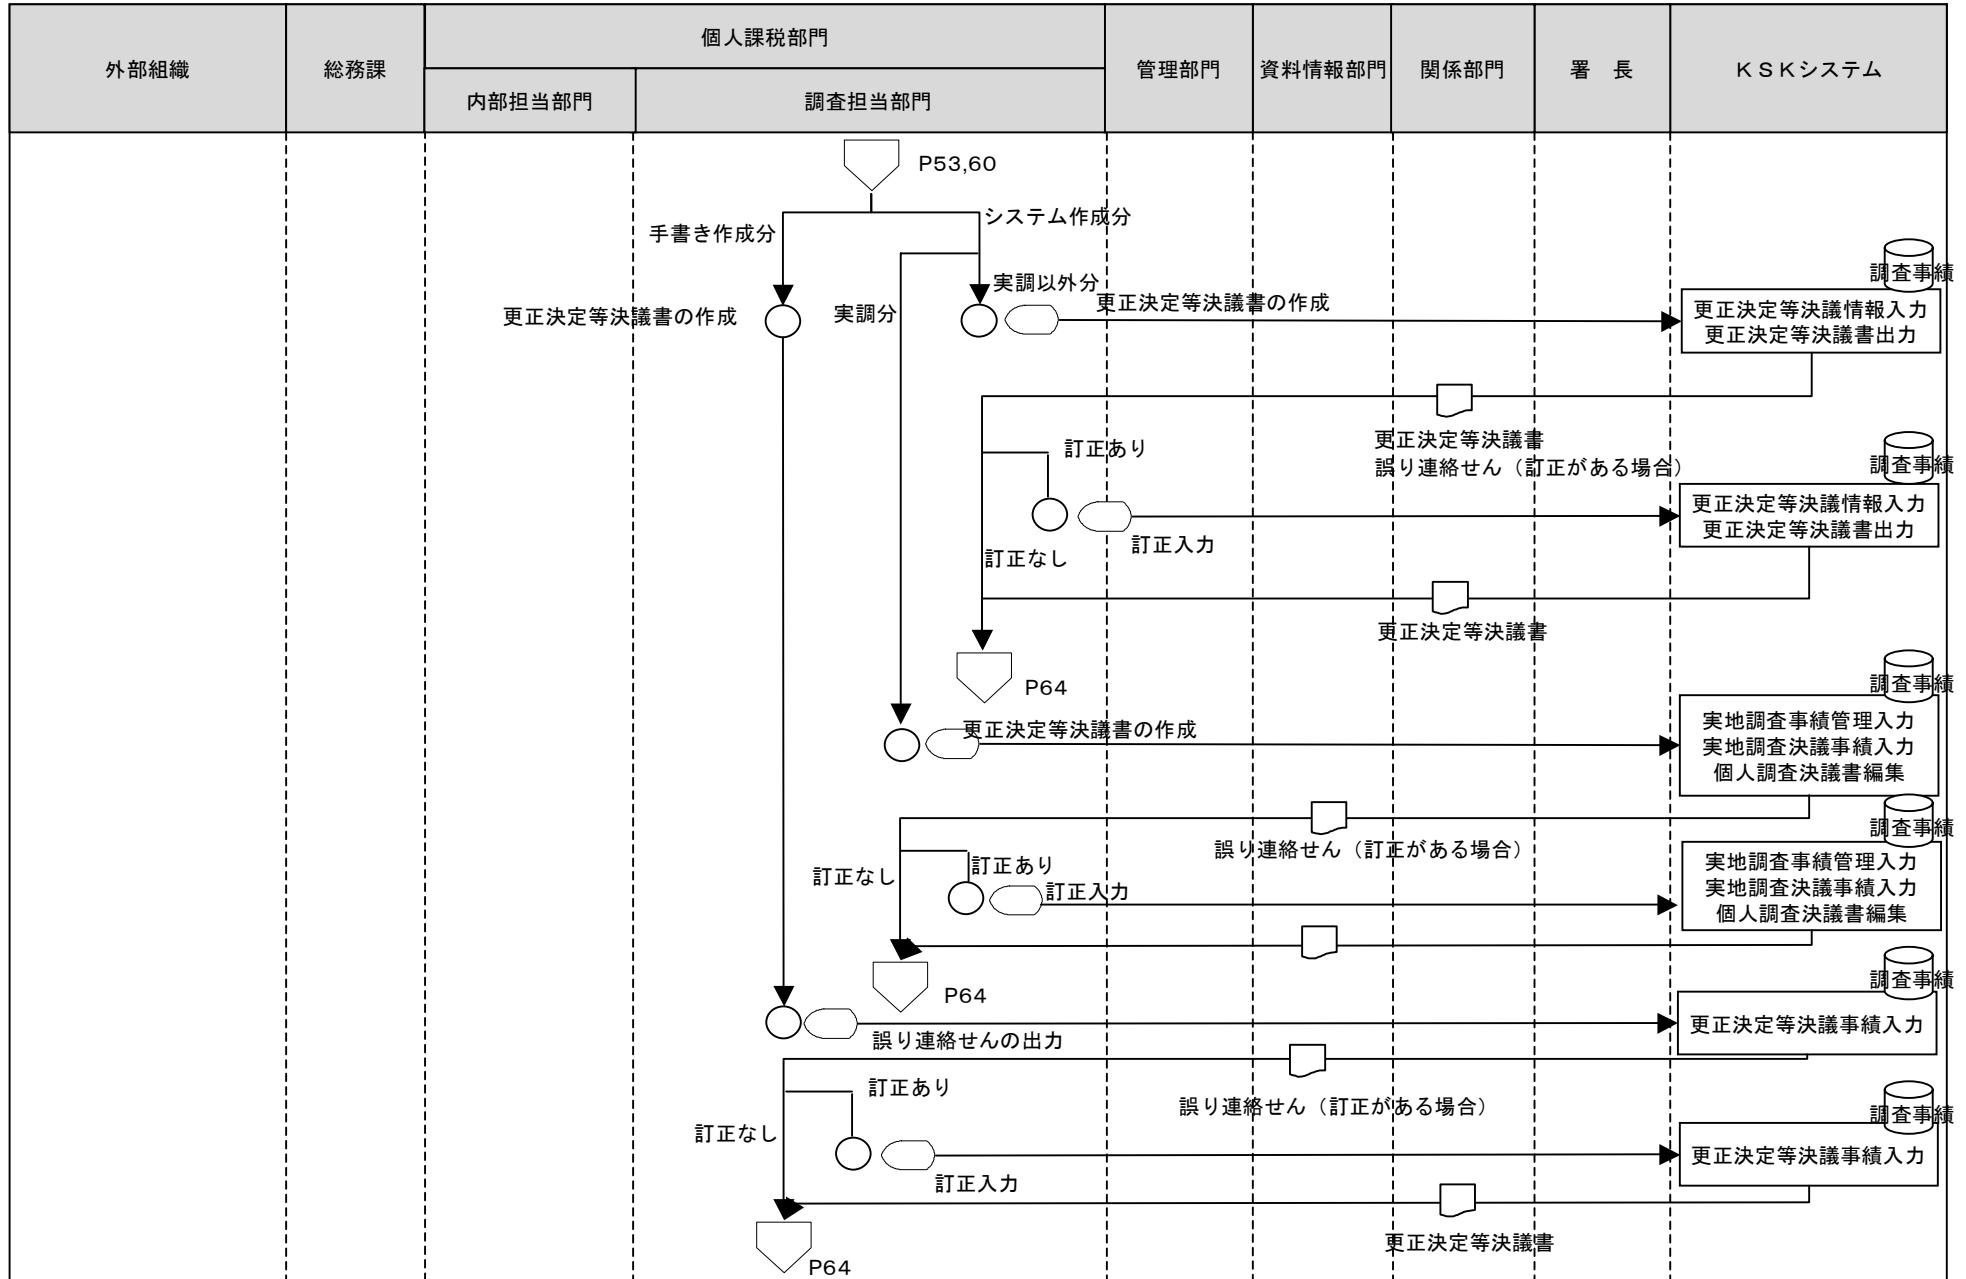 外部組織
総務課
個人課税部門
内部担当部門
調査担当部門
管理部門
資料情報部門
関係部門
署　長
ＫＳＫシステム
P53,60
手書き作成分
システム作成分
実調以外分
実調分
更正決定等決議書の作成
更正決定等決議書の作成
調査事績
更正決定等決議情報入力
更正決定等決議書出力
更正決定等決議書
誤り連絡せん（訂正がある場合）
訂正あり
訂正なし
訂正入力
調査事績
更正決定等決議情報入力
更正決定等決議書出力
更正決定等決議書
P64
更正決定等決議書の作成
調査事績
実地調査事績管理入力
実地調査決議事績入力
個人調査決議書編集
誤り連絡せん（訂正がある場合）
訂正なし
訂正あり
訂正入力
調査事績
実地調査事績管理入力
実地調査決議事績入力
個人調査決議書編集
P64
誤り連絡せんの出力
調査事績
更正決定等決議事績入力
誤り連絡せん（訂正がある場合）
訂正あり
訂正なし
訂正入力
調査事績
更正決定等決議事績入力
更正決定等決議書
P64